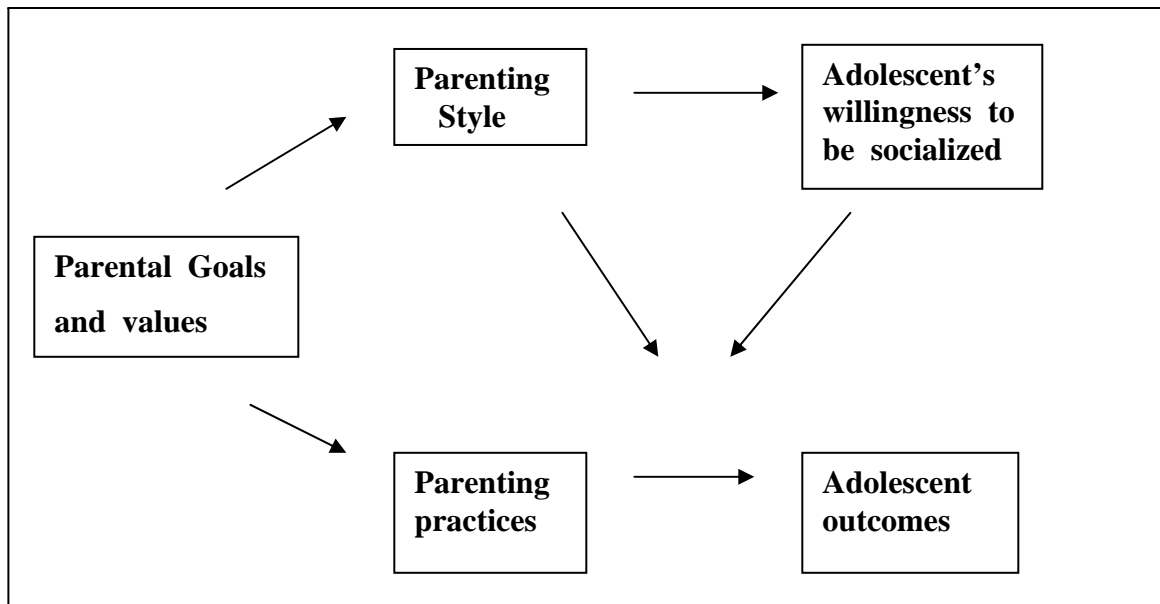 Parenting
Style
Adolescent’s
willingness to
be socialized
Parental Goals
and values
Parenting
practices
Adolescent
outcomes